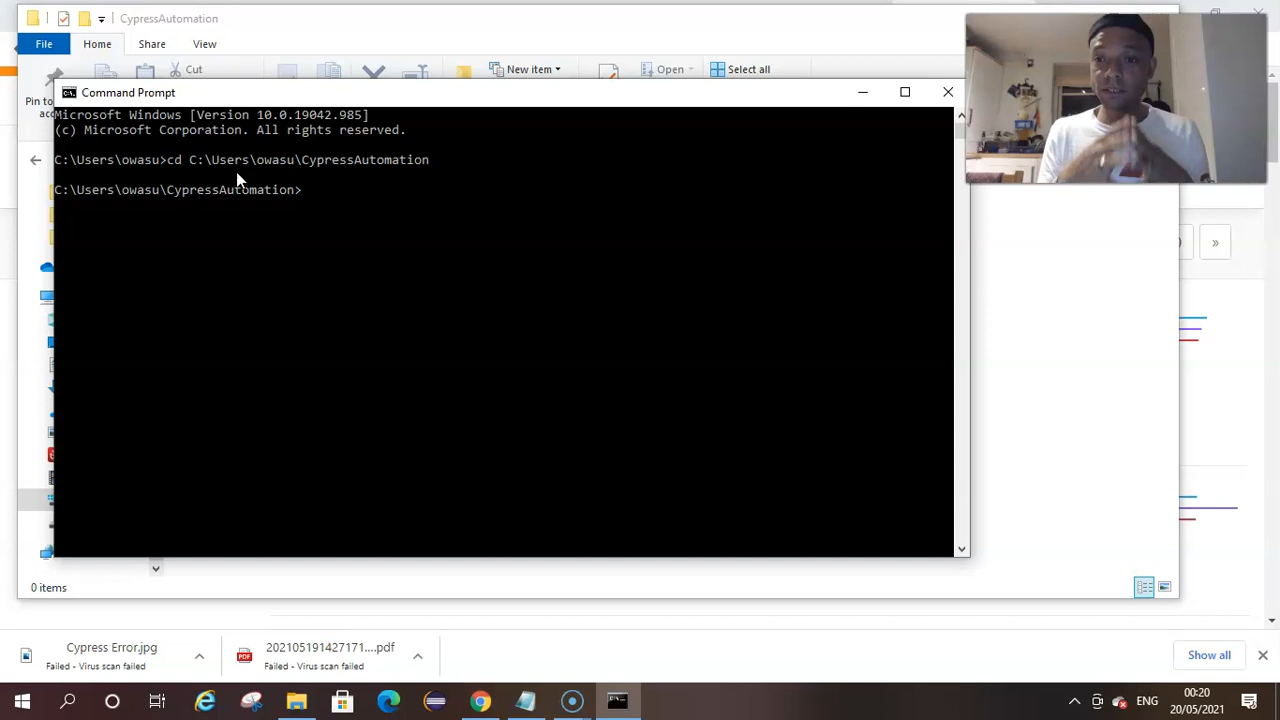 CypressAutomation
File
Home
Share
View
Pin to
Cut
New item
Open
Select all
Command Prompt
Microsoft Windows [Version 10.0.19042.985]
(c) Microsoft Corporation. All rights reserved.
C:\Users\owasu>cd C:\Users\owasu\CypressAutomation
C:\Users\owasu\CypressAutomation>
»
0 items
Cypress Error.jpg
Failed - Virus scan failed
202105191427171....pdf
Failed - Virus scan failed
Show all
ENG
00:20
20/05/2021